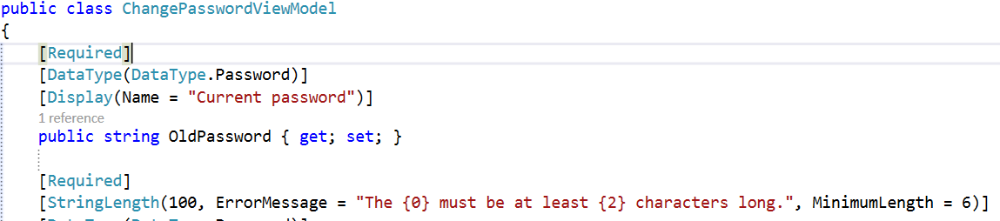 public class ChangePasswordViewModel
{
[Required]
[DataType(DataType.Password)]
[Display(Name = "Current password")]
1 reference
public string OldPassword { get; set; }
[Required]
[StringLength(100, ErrorMessage = "The {0} must be at least {2} characters long.", MinimumLength = 6)]